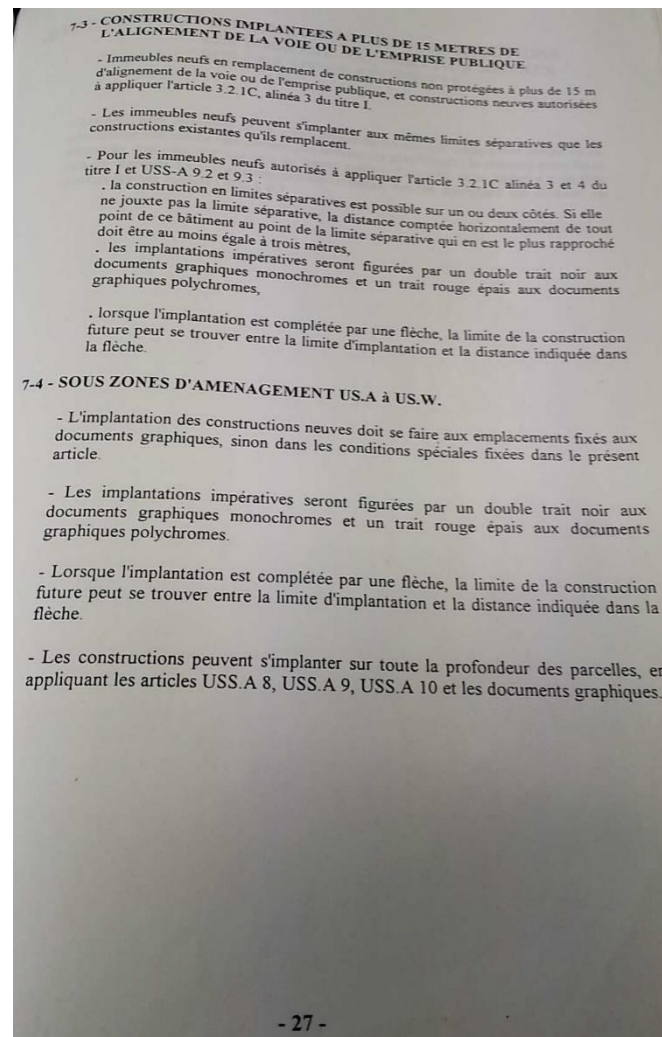 7-3 - CONSTRUCTIONS IMPLANTEES A PLUS DE 15 METRES DE
L'ALIGNEMENT DE LA VOIE OU DE L'EMPRISE PUBLIQUE
- Immeubles neufs en remplacement de constructions non protégées à plus de 15 m
d'alignement de la voie ou de l'emprise publique, et constructions neuves autorisées
à appliquer l'article 3.2.1C, alinéa 3 du titre I.
- Les immeubles neufs peuvent s'implanter aux mêmes limites séparatives que les
constructions existantes qu'ils remplacent.
- Pour les immeubles neufs autorisés à appliquer l'article 3.2.1C alinéa 3 et 4 du
titre I et USS-A 9.2 et 9.3 :
. la construction en limites séparatives est possible sur un ou deux côtés. Si elle
ne jouxte pas la limite séparative, la distance comptée horizontalement de tout
point de ce bâtiment au point de la limite séparative qui en est le plus rapproché
doit être au moins égale à trois mètres,
. les implantations impératives seront figurées par un double trait noir aux
documents graphiques monochromes et un trait rouge épais aux documents
graphiques polychromes,
. lorsque l'implantation est complétée par une flèche, la limite de la construction
future peut se trouver entre la limite d'implantation et la distance indiquée dans
la flèche.
7-4 - SOUS ZONES D'AMENAGEMENT US.A à US.W.
- L'implantation des constructions neuves doit se faire aux emplacements fixés aux
documents graphiques, sinon dans les conditions spéciales fixées dans le présent
article.
- Les implantations impératives seront figurées par un double trait noir aux
documents graphiques monochromes et un trait rouge épais aux documents
graphiques polychromes.
- Lorsque l'implantation est complétée par une flèche, la limite de la construction
future peut se trouver entre la limite d'implantation et la distance indiquée dans la
flèche.
- Les constructions peuvent s'implanter sur toute la profondeur des parcelles, en
appliquant les articles USS.A 8, USS.A 9, USS.A 10 et les documents graphiques.
- 27 -